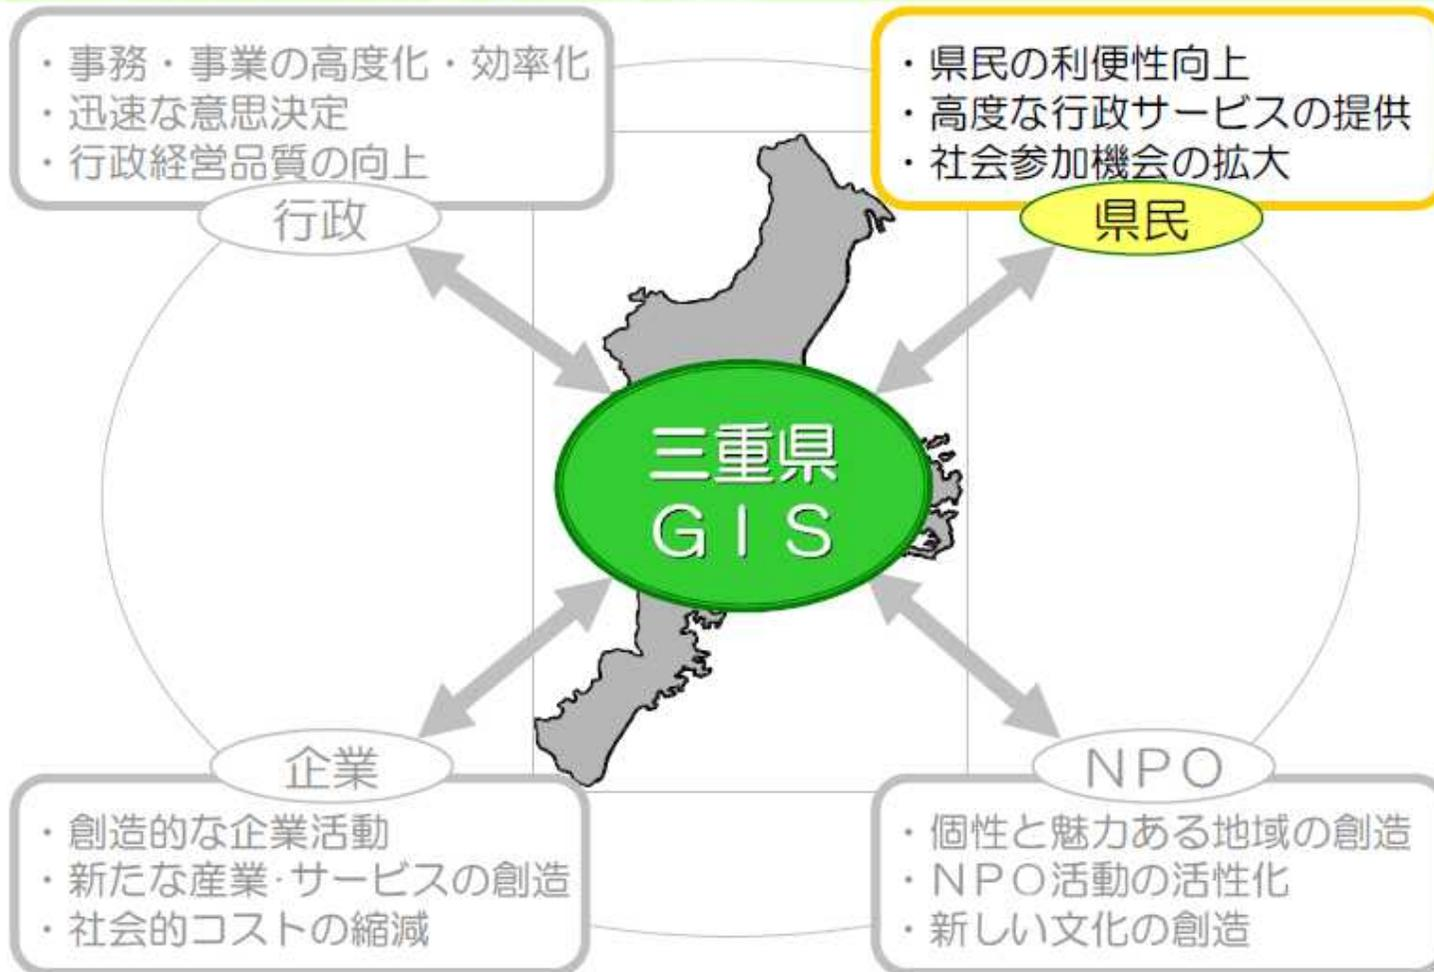 ・事務・事業の高度化・効率化
・迅速な意思決定
・行政経営品質の向上
行政
・県民の利便性向上
・高度な行政サービスの提供
・社会参加機会の拡大
県民
三重県
ＧＩＳ
企業
・創造的な企業活動
・新たな産業・サービスの創造
・社会的コストの縮減
ＮＰＯ
・個性と魅力ある地域の創造
・ＮＰＯ活動の活性化
・新しい文化の創造